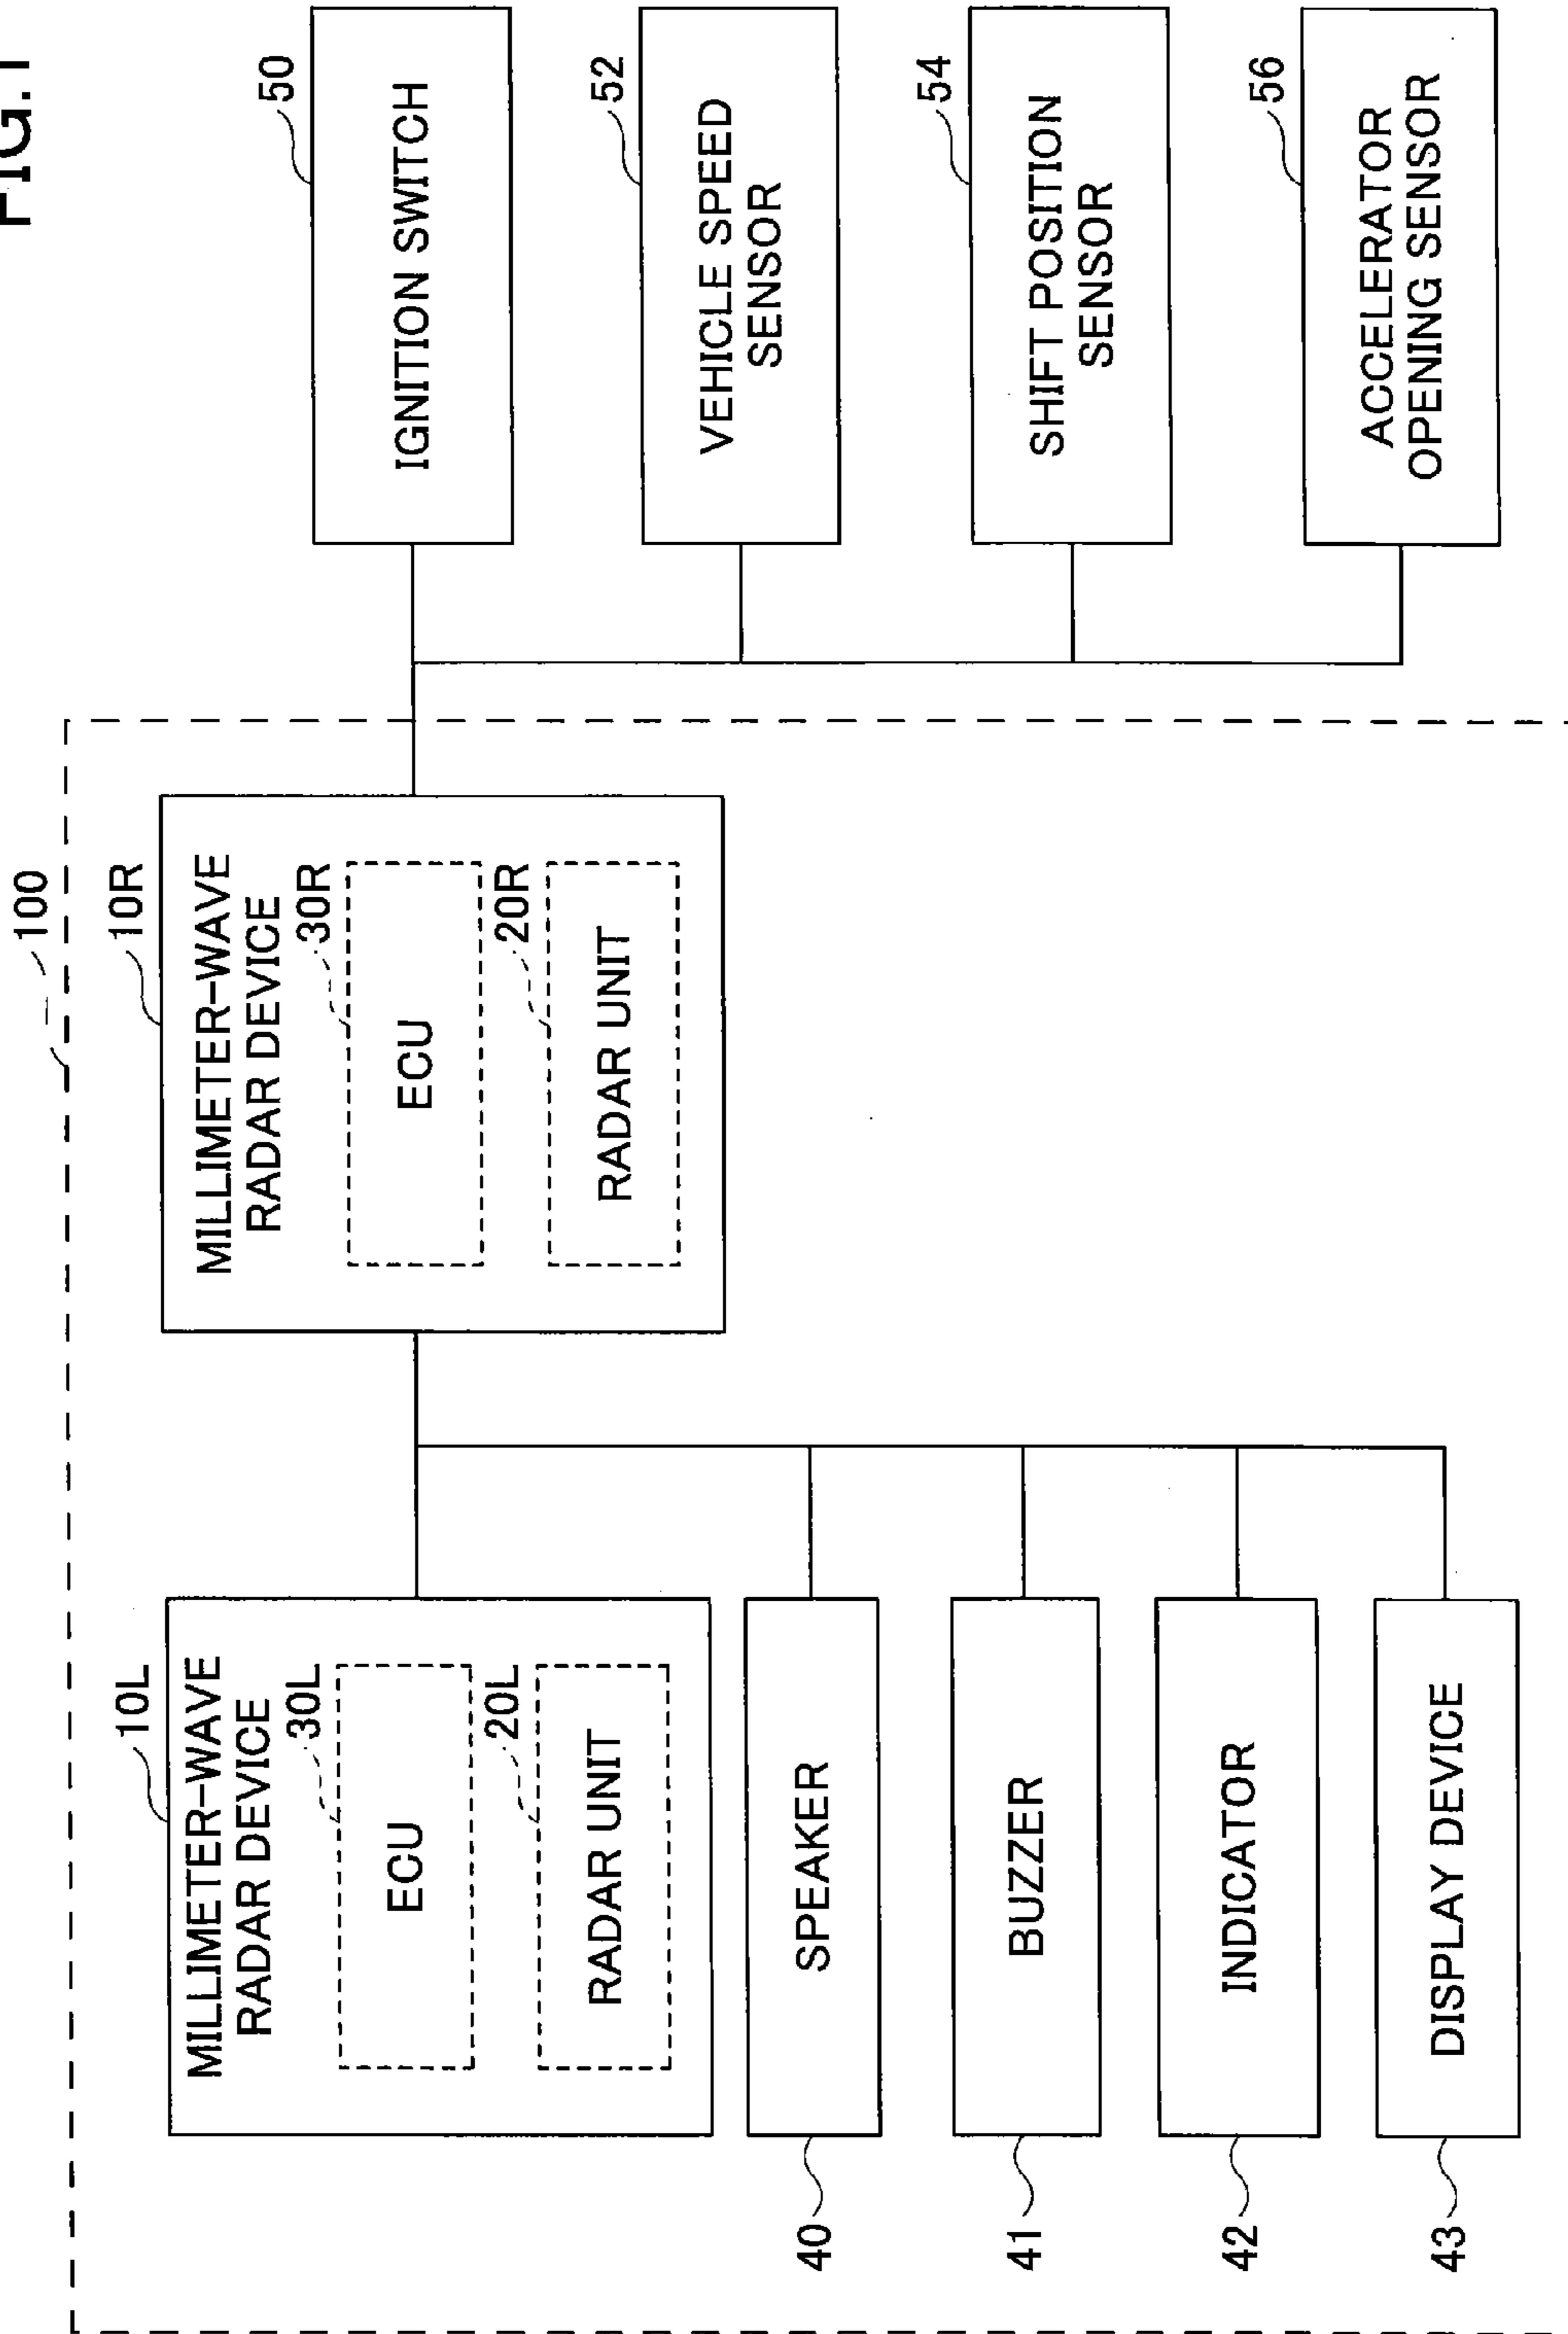 FIG.1
100
10L
MILLIMETER-WAVE
RADAR DEVICE
30L
ECU
20L
RADAR UNIT
10R
MILLIMETER-WAVE
RADAR DEVICE
30R
ECU
20R
RADAR UNIT
50
IGNITION SWITCH
52
VEHICLE SPEED
SENSOR
54
SHIFT POSITION
SENSOR
56
ACCELERATOR
OPENING SENSOR
40
SPEAKER
41
BUZZER
42
INDICATOR
43
DISPLAY DEVICE